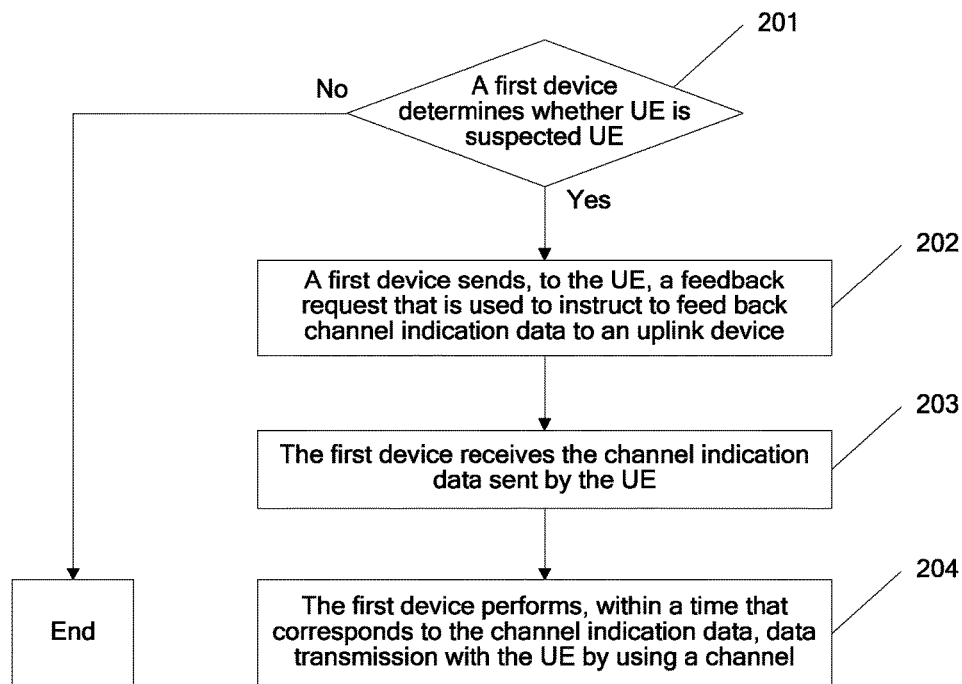 201
A first device
determines whether UE is
suspected UE
No
Yes
202
A first device sends, to the UE, a feedback
request that is used to instruct to feed back
channel indication data to an uplink device
203
The first device receives the channel indication
data sent by the UE
204
The first device performs, within a time that
corresponds to the channel indication data, data
transmission with the UE by using a channel
End